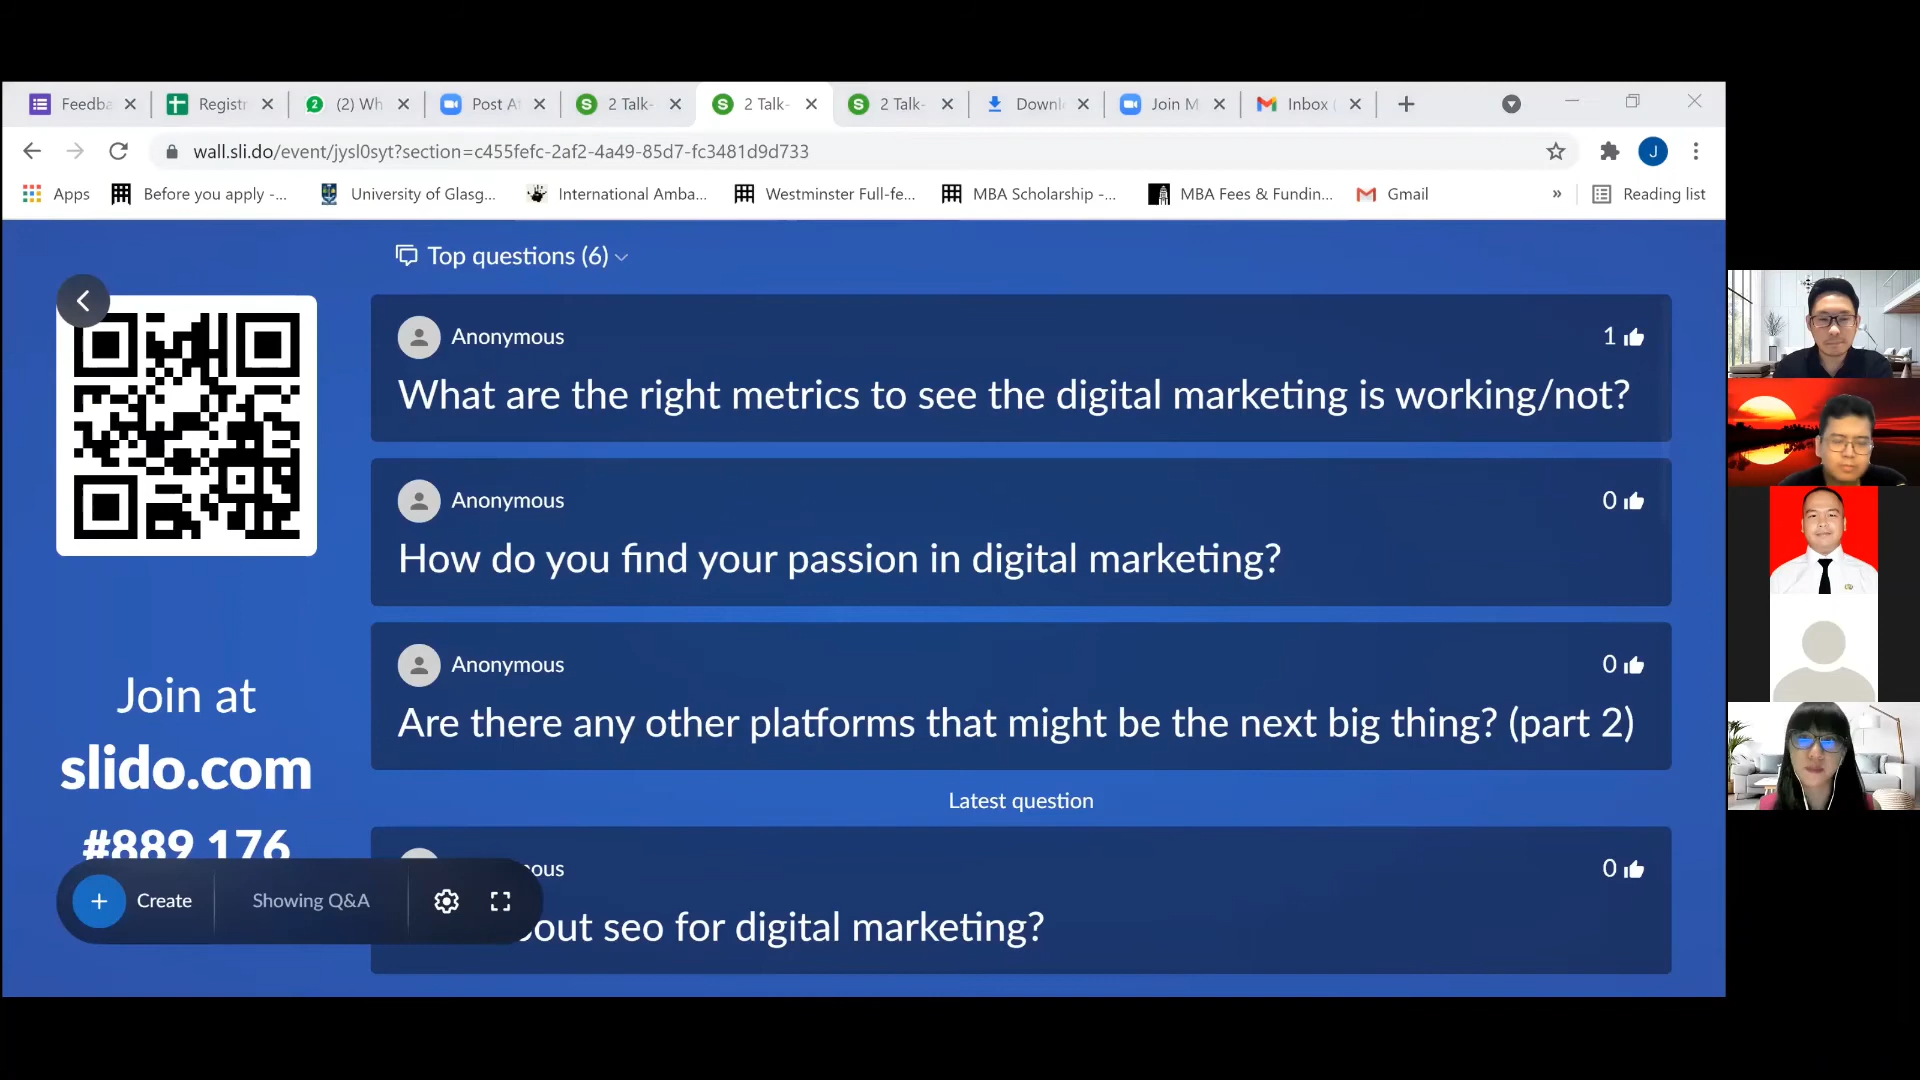 Feedba
Registr
(2) Wh
Post At
2 Talk-
2 Talk-
2 Talk-
Downl
Join M
Inbox (
wall.sli.do/event/jysl0syt?section=c455fefc-2af2-4a49-85d7-fc3481d9d733
J
Apps
Before you apply -...
University of Glasg...
International Amba...
Westminster Full-fe...
MBA Scholarship -...
MBA Fees & Fundin...
Gmail
»
Reading list
Top questions (6)
Anonymous
1
What are the right metrics to see the digital marketing is working/not?
Anonymous
0
How do you find your passion in digital marketing?
Anonymous
0
Are there any other platforms that might be the next big thing? (part 2)
Latest question
0
out seo for digital marketing?
Join at
slido.com
#889 176
Create
Showing Q&A